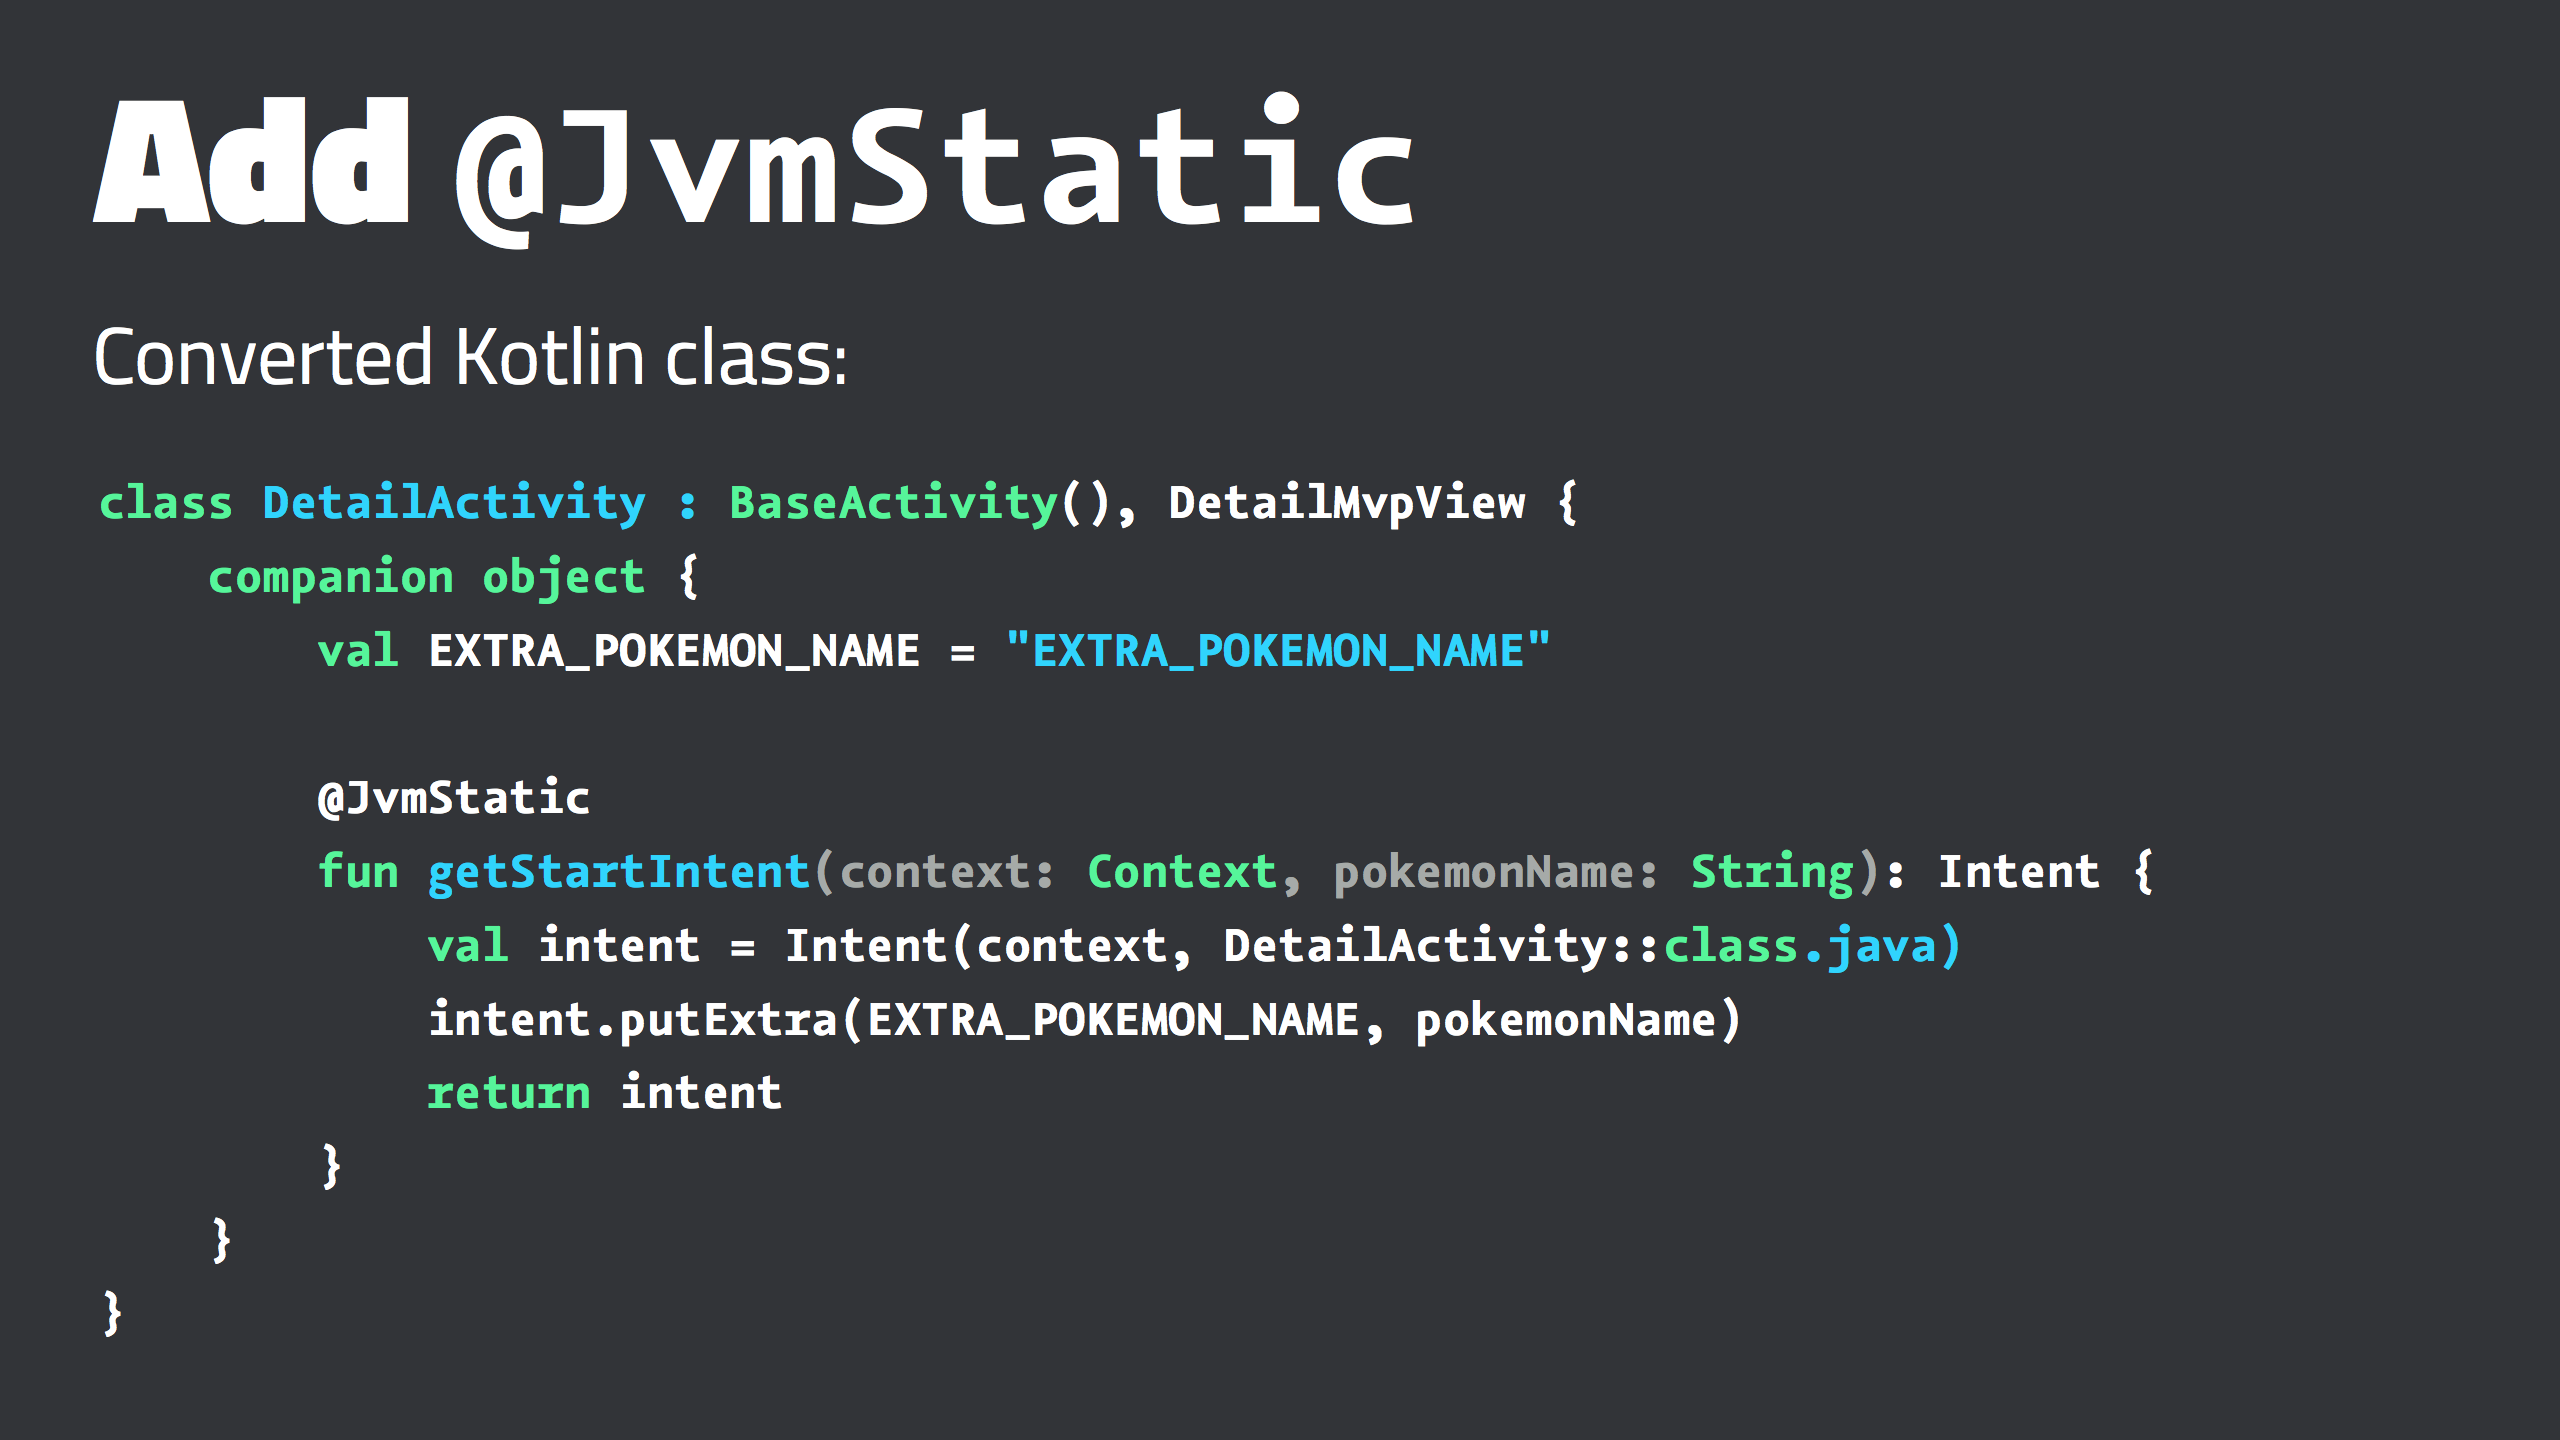 Add @JvmStatic
Converted Kotlin class:
class DetailActivity : BaseActivity(), DetailMvpView {
    companion object {
        val EXTRA_POKEMON_NAME = "EXTRA_POKEMON_NAME"

        @JvmStatic
        fun getStartIntent(context: Context, pokemonName: String): Intent {
            val intent = Intent(context, DetailActivity::class.java)
            intent.putExtra(EXTRA_POKEMON_NAME, pokemonName)
            return intent
        }
    }
}